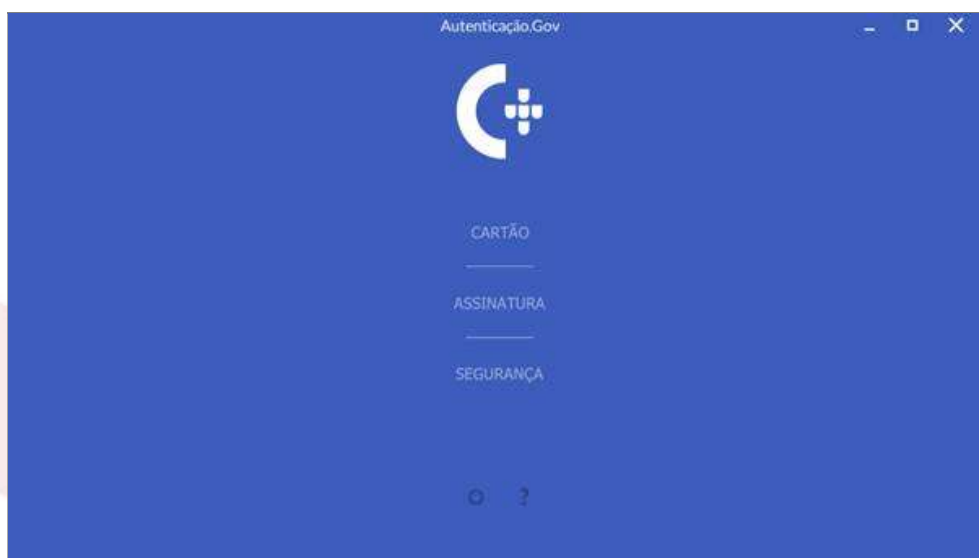 Autenticação.Gov
CARTÃO
ASSINATURA
SEGURANÇA
?